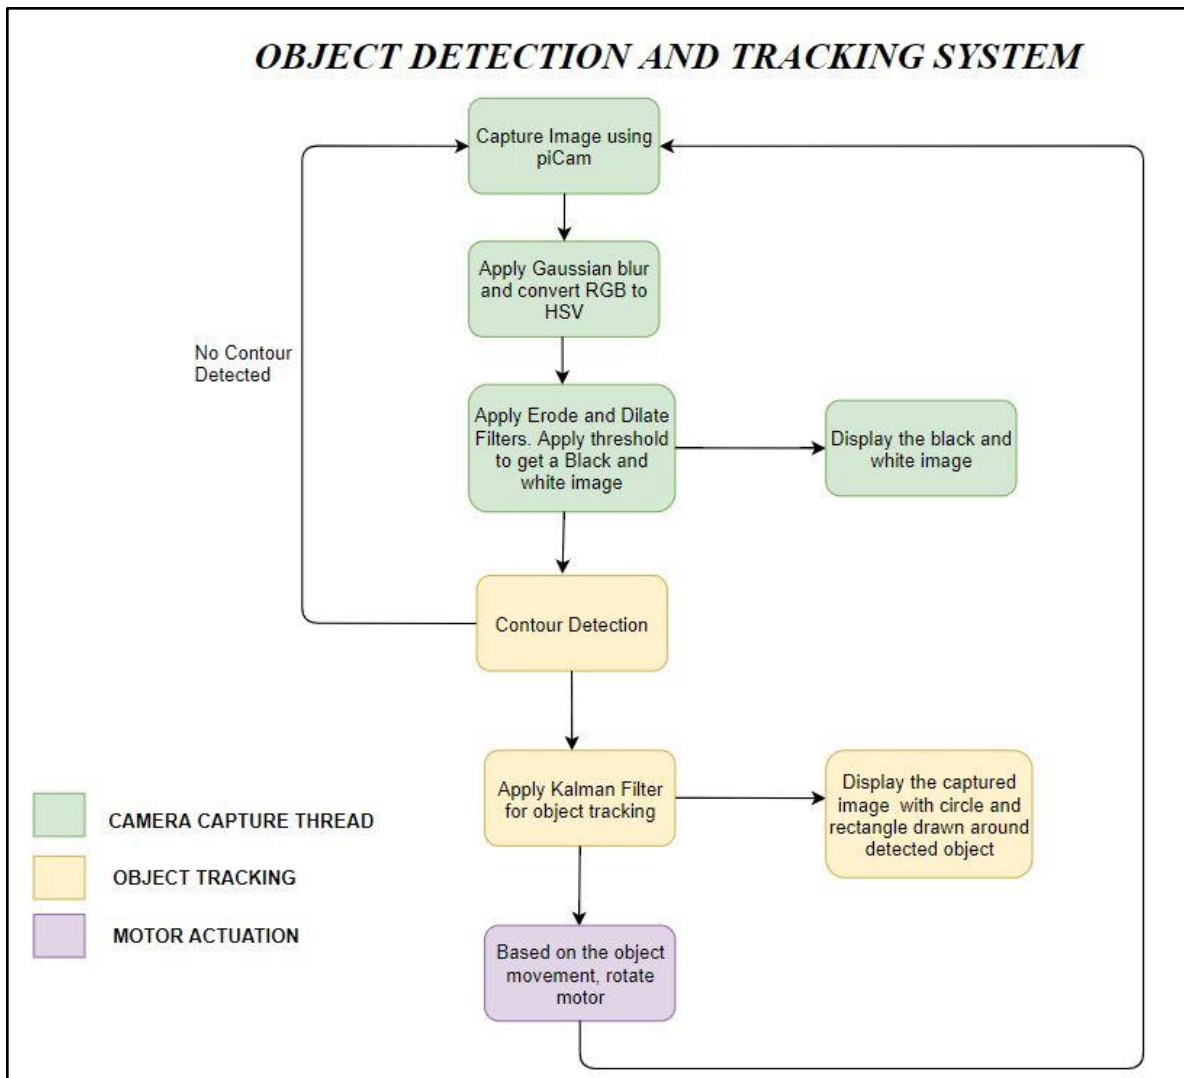 OBJECT DETECTION AND TRACKING SYSTEM
Capture Image using
piCam
Apply Gaussian blur
and convert RGB to
HSV
No Contour
Detected
Apply Erode and Dilate
Filters. Apply threshold
to get a Black and
white image
Display the black and
white image
Contour Detection
Apply Kalman Filter
for object tracking
Display the captured
image with circle and
rectangle drawn around
detected object
CAMERA CAPTURE THREAD
OBJECT TRACKING
MOTOR ACTUATION
Based on the object
movement, rotate
motor